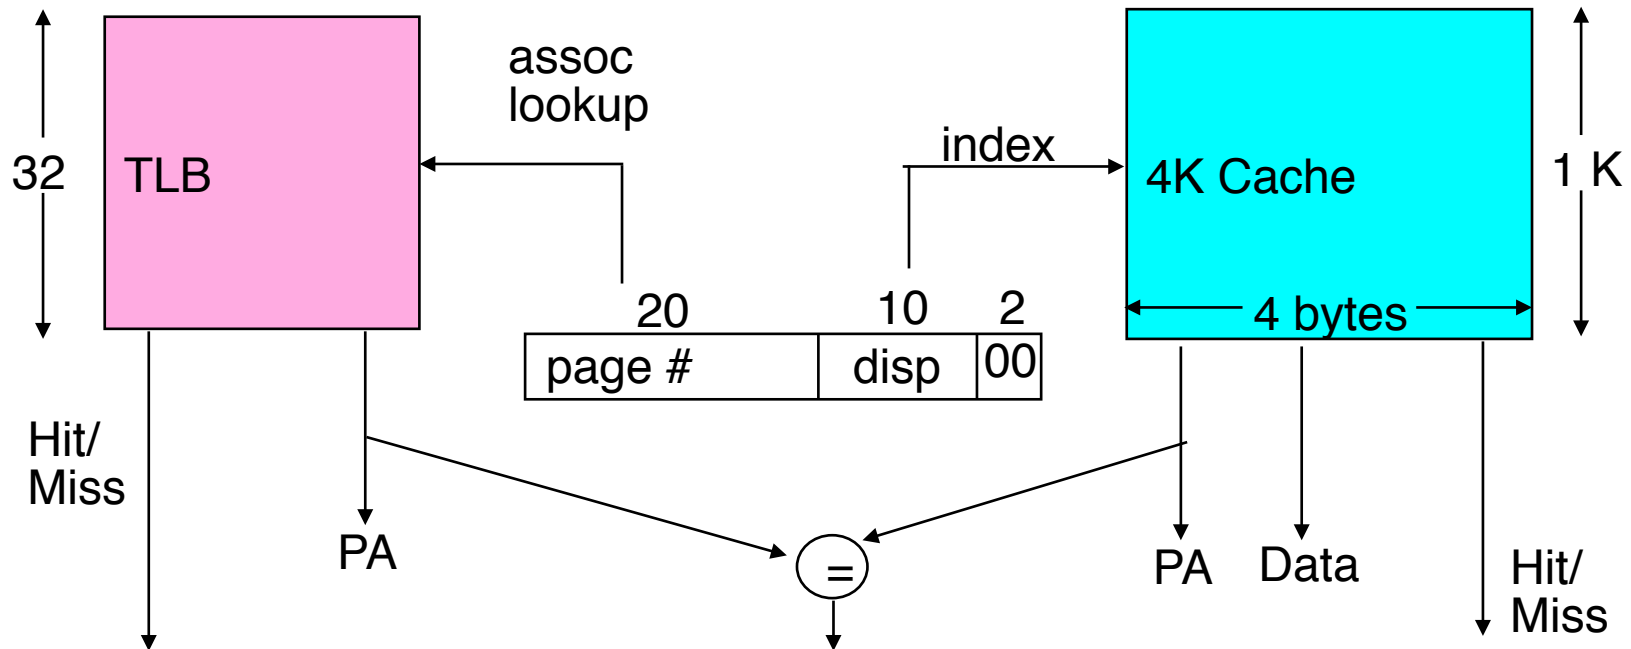 assoc
lookup
index
32
TLB
4K Cache
1 K
20
10
2
4 bytes
page #
disp
00
Hit/
Miss
PA
=
PA
Data
Hit/
Miss